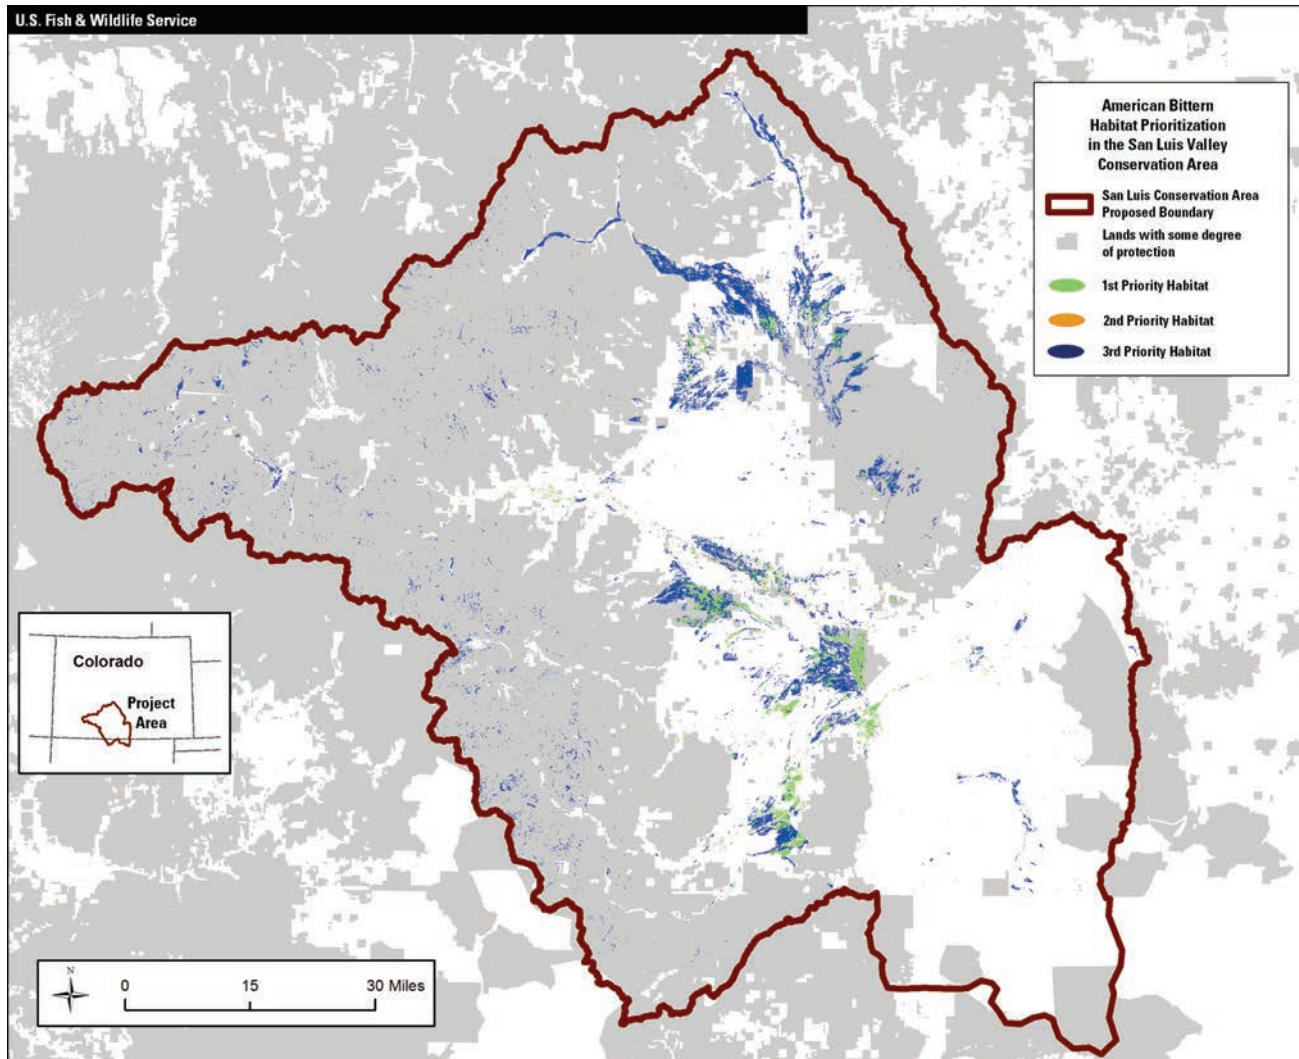 U.S. Fish & Wildlife Service
American Bittern
Habitat Prioritization
in the San Luis Valley
Conservation Area
San Luis Conservation Area
Proposed Boundary
Lands with some degree
of protection
1st Priority Habitat
2nd Priority Habitat
3rd Priority Habitat
Colorado
Project
Area
N
0 15 30 Miles